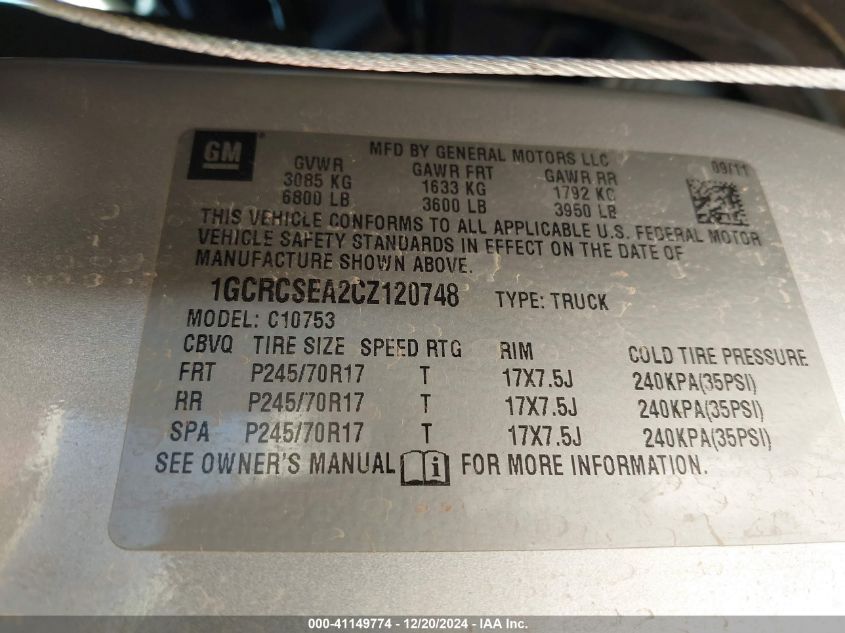 GM
MFD BY GENERAL MOTORS LLC 09/11
GVWR GAWR FRT GAWR RR
3085 KG 1633 KG 1792 KG
6800 LB 3600 LB 3950 LB
THIS VEHICLE CONFORMS TO ALL APPLICABLE U.S. FEDERAL MOTOR
VEHICLE SAFETY STANDARDS IN EFFECT ON THE DATE OF
MANUFACTURE SHOWN ABOVE.
1GCRCSEA2CZ120748 TYPE: TRUCK
MODEL: C10753
CBVQ TIRE SIZE SPEED RTG RIM COLD TIRE PRESSURE
FRT P245/70R17 T 17X7.5J 240KPA(35PSI)
RR P245/70R17 T 17X7.5J 240KPA(35PSI)
SPA P245/70R17 T 17X7.5J 240KPA(35PSI)
SEE OWNER'S MANUAL i FOR MORE INFORMATION.
000-41149774 - 12/20/2024 - IAA Inc.